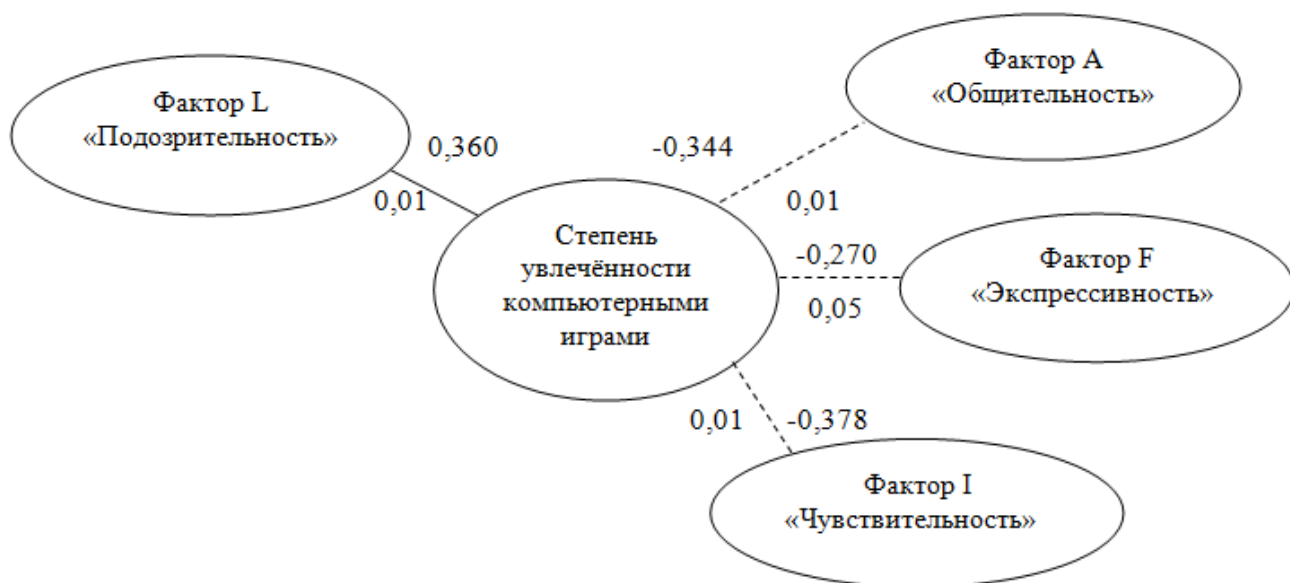 Фактор L
«Подозрительность»
0,360
0,01
Фактор А
«Общительность»
-0,344
0,01
Степень
увлечённости
компьютерными
играми
-0,270
0,05
Фактор F
«Экспрессивность»
0,01
-0,378
Фактор I
«Чувствительность»